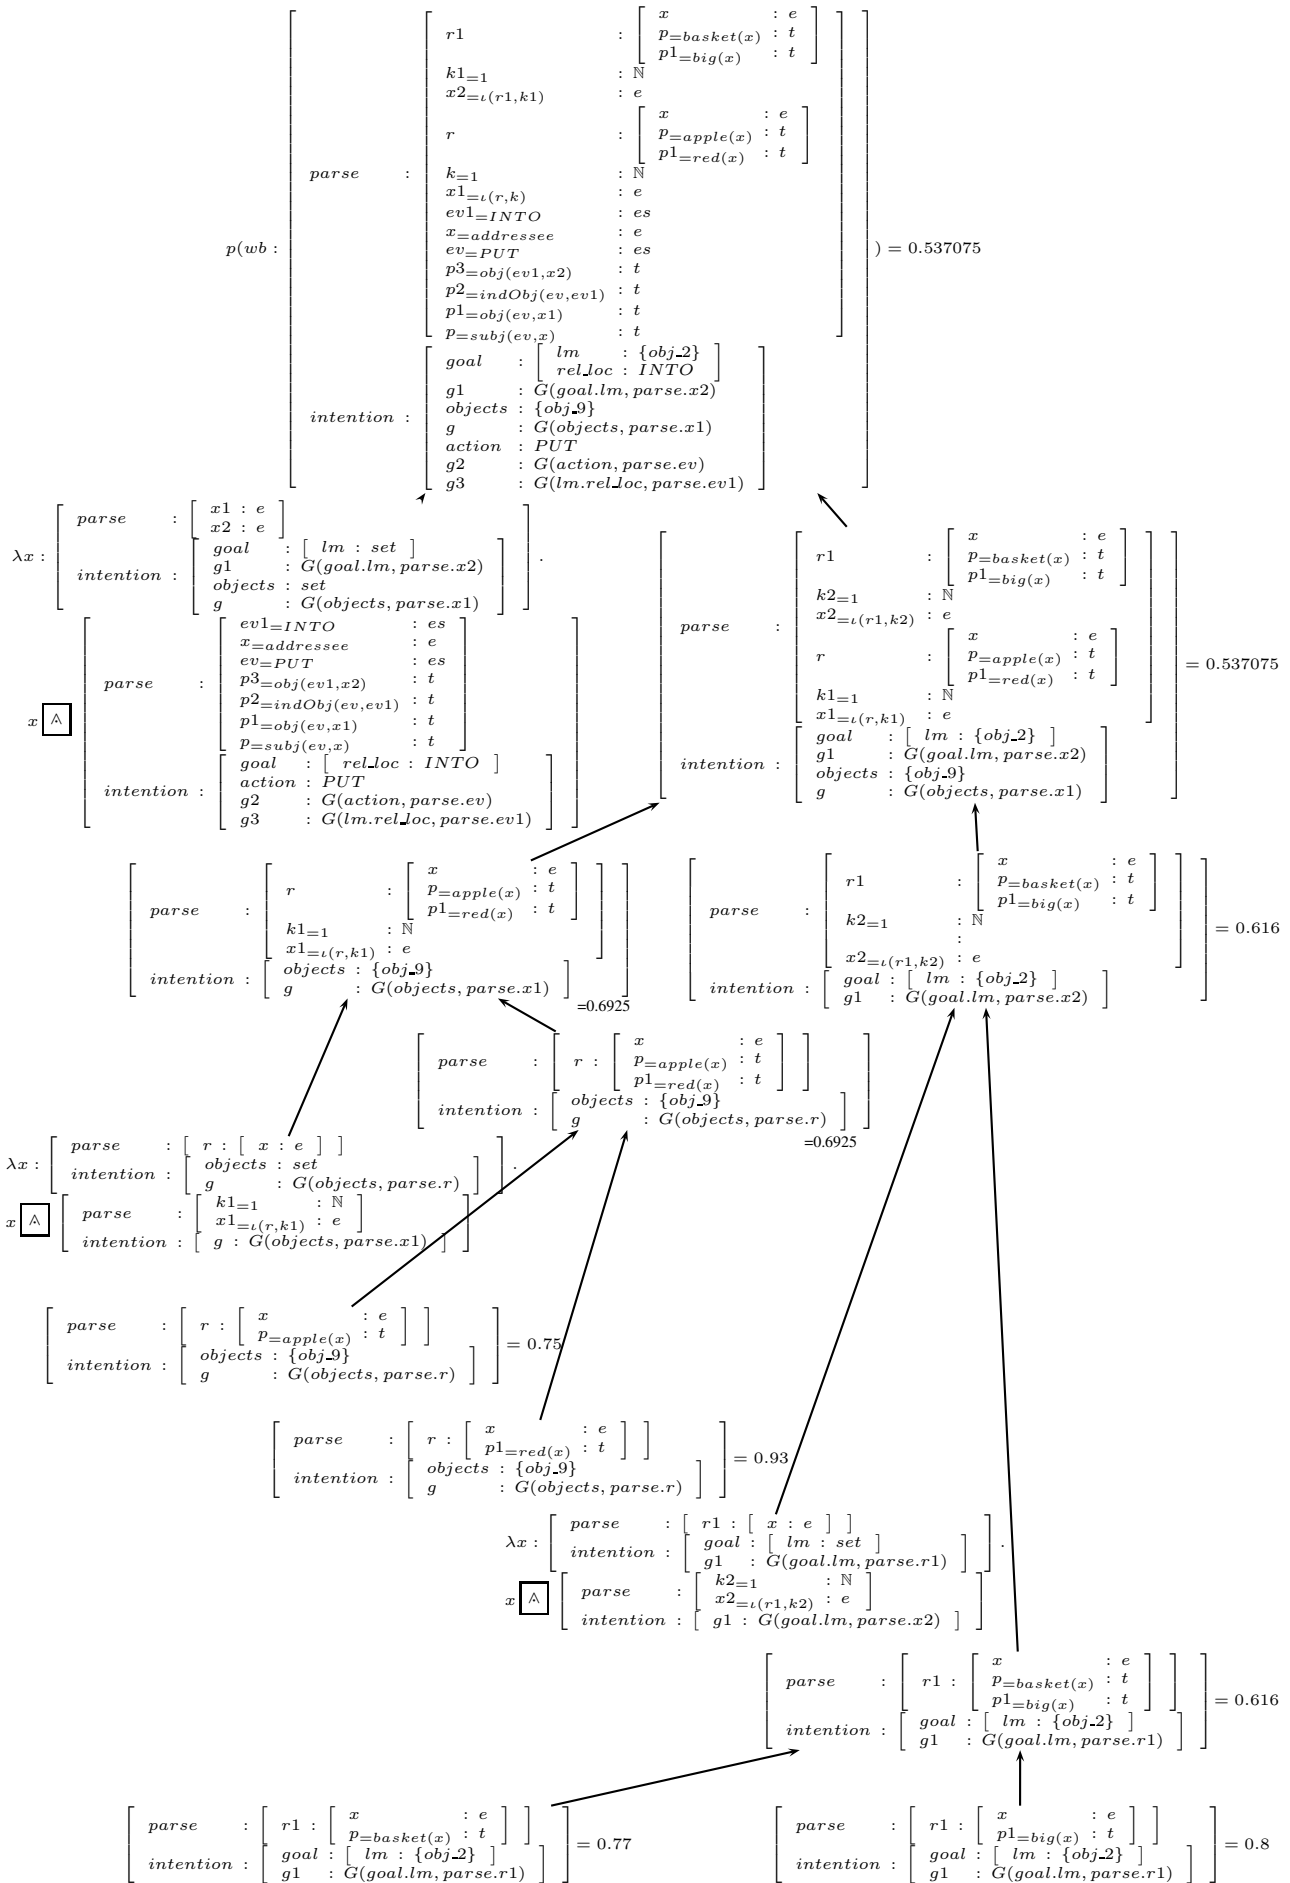 r1 : [ x : e
p=basket(x) : t
p1=big(x) : t ]
k1=1 : ℕ
x2=ι(r1,k1) : e
r : [ x : e
p=apple(x) : t
p1=red(x) : t ]
parse : k=1 : ℕ
x1=ι(r,k) : e
ev1=INTO : es
x=addressee : e
p(wb : ev=PUT : es ) = 0.537075
p3=obj(ev1,x2) : t
p2=indObj(ev,ev1) : t
p1=obj(ev,x1) : t
p=subj(ev,x) : t
goal : [ lm : {obj_2}
rel_loc : INTO ]
g1 : G(goal.lm, parse.x2)
intention : objects : {obj_9}
g : G(objects, parse.x1)
action : PUT
g2 : G(action, parse.ev)
g3 : G(lm.rel_loc, parse.ev1)
λx : [ parse : [ x1 : e
x2 : e ]
intention : [ goal : [ lm : set ]
g1 : G(goal.lm, parse.x2)
objects : set
g : G(objects, parse.x1) ] ] .
x ⩑ [ parse : [ ev1=INTO : es
x=addressee : e
ev=PUT : es
p3=obj(ev1,x2) : t
p2=indObj(ev,ev1) : t
p1=obj(ev,x1) : t
p=subj(ev,x) : t ]
intention : [ goal : [ rel_loc : INTO ]
action : PUT
g2 : G(action, parse.ev)
g3 : G(lm.rel_loc, parse.ev1) ] ]
[ parse : [ r1 : [ x : e
p=basket(x) : t
p1=big(x) : t ]
k2=1 : ℕ
x2=ι(r1,k2) : e
r : [ x : e
p=apple(x) : t
p1=red(x) : t ]
k1=1 : ℕ
x1=ι(r,k1) : e ]
intention : [ goal : [ lm : {obj_2} ]
g1 : G(goal.lm, parse.x2)
objects : {obj_9}
g : G(objects, parse.x1) ] ] = 0.537075
[ parse : [ r : [ x : e
p=apple(x) : t
p1=red(x) : t ]
k1=1 : ℕ
x1=ι(r,k1) : e ]
intention : [ objects : {obj_9}
g : G(objects, parse.x1) ] ]
=0.6925
[ parse : [ r1 : [ x : e
p=basket(x) : t
p1=big(x) : t ]
k2=1 : ℕ
:
x2=ι(r1,k2) : e ]
intention : [ goal : [ lm : {obj_2} ]
g1 : G(goal.lm, parse.x2) ] ] = 0.616
[ parse : [ r : [ x : e
p=apple(x) : t
p1=red(x) : t ] ]
intention : [ objects : {obj_9}
g : G(objects, parse.r) ] ]
=0.6925
λx : [ parse : [ r : [ x : e ] ]
intention : [ objects : set
g : G(objects, parse.r) ] ] .
x ⩑ [ parse : [ k1=1 : ℕ
x1=ι(r,k1) : e ]
intention : [ g : G(objects, parse.x1) ] ]
[ parse : [ r : [ x : e
p=apple(x) : t ] ]
intention : [ objects : {obj_9}
g : G(objects, parse.r) ] ] = 0.75
[ parse : [ r : [ x : e
p1=red(x) : t ] ]
intention : [ objects : {obj_9}
g : G(objects, parse.r) ] ] = 0.93
λx : [ parse : [ r1 : [ x : e ] ]
intention : [ goal : [ lm : set ]
g1 : G(goal.lm, parse.r1) ] ] .
x ⩑ [ parse : [ k2=1 : ℕ
x2=ι(r1,k2) : e ]
intention : [ g1 : G(goal.lm, parse.x2) ] ]
[ parse : [ r1 : [ x : e
p=basket(x) : t
p1=big(x) : t ] ]
intention : [ goal : [ lm : {obj_2} ]
g1 : G(goal.lm, parse.r1) ] ] = 0.616
[ parse : [ r1 : [ x : e
p=basket(x) : t ] ]
intention : [ goal : [ lm : {obj_2} ]
g1 : G(goal.lm, parse.r1) ] ] = 0.77
[ parse : [ r1 : [ x : e
p1=big(x) : t ] ]
intention : [ goal : [ lm : {obj_2} ]
g1 : G(goal.lm, parse.r1) ] ] = 0.8